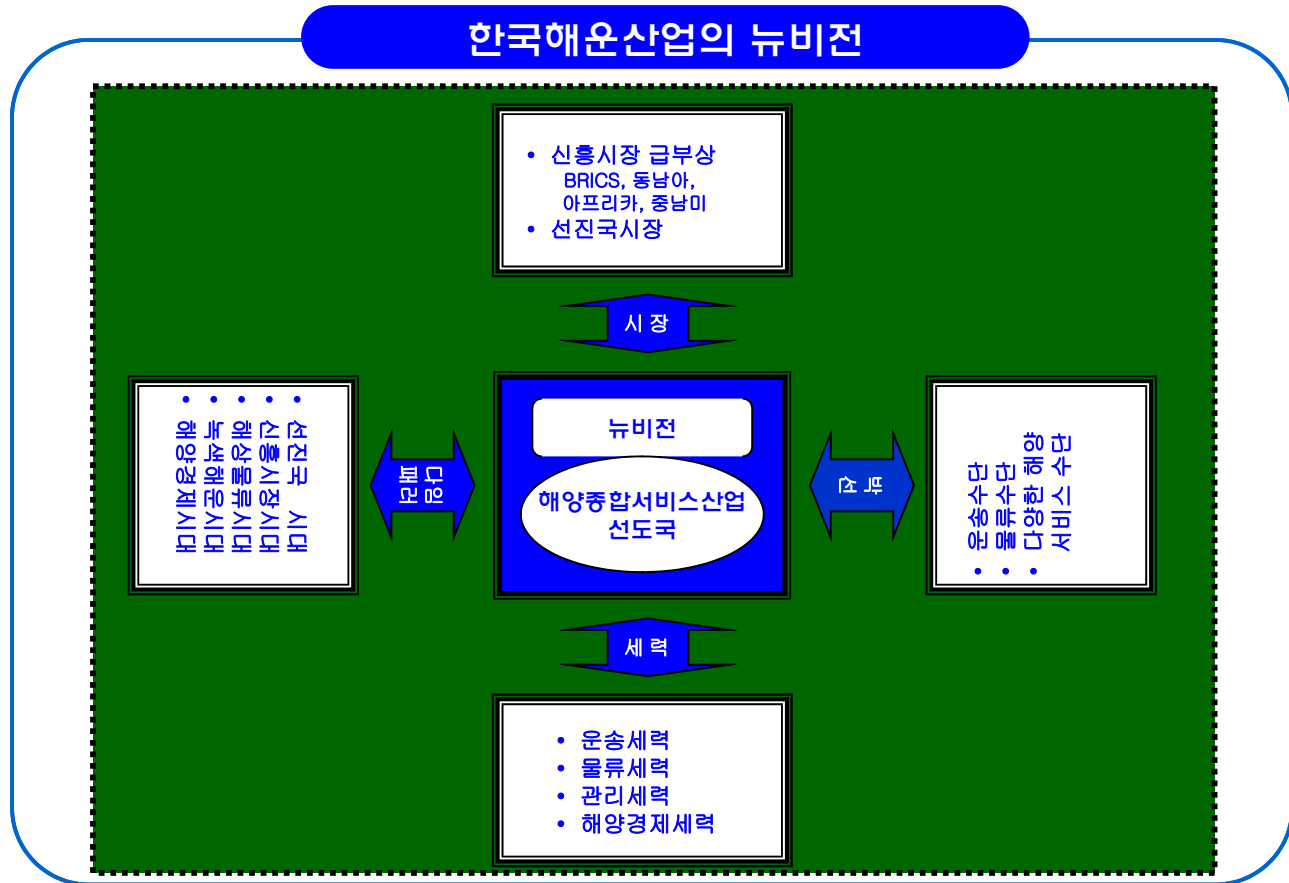 한국해운산업의 뉴비전
• 신흥시장 급부상
BRICS, 동남아,
아프리카, 중남미
• 선진국시장
시 장
• 선진국 시대
• 신흥시장시대
• 해상물류시대
• 녹색해운시대
• 해양경제시대
패러
다임
뉴비전
해양종합서비스산업
선도국
선 박
• 운송수단
• 물류수단
• 다양한 해양
서비스 수단
세 력
• 운송세력
• 물류세력
• 관리세력
• 해양경제세력